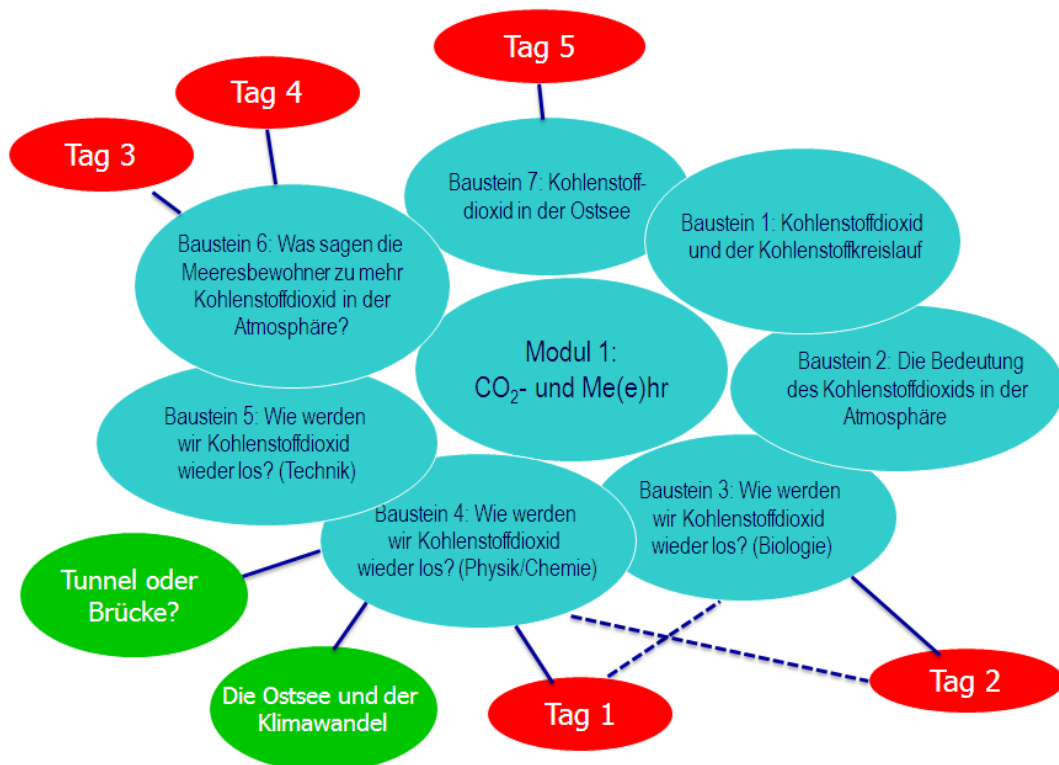 Tag 5
Tag 4
Tag 3
Baustein 7: Kohlenstoff-
dioxid in der Ostsee
Baustein 1: Kohlenstoffdioxid
und der Kohlenstoffkreislauf
Baustein 6: Was sagen die
Meeresbewohner zu mehr
Kohlenstoffdioxid in der
Atmosphäre?
Modul 1:
CO₂- und Me(e)hr
Baustein 2: Die Bedeutung
des Kohlenstoffdioxids in der
Atmosphäre
Baustein 5: Wie werden
wir Kohlenstoffdioxid
wieder los? (Technik)
Baustein 3: Wie werden
wir Kohlenstoffdioxid
wieder los? (Biologie)
Baustein 4: Wie werden
wir Kohlenstoffdioxid
wieder los? (Physik/Chemie)
Tunnel oder
Brücke?
Die Ostsee und der
Klimawandel
Tag 1
Tag 2